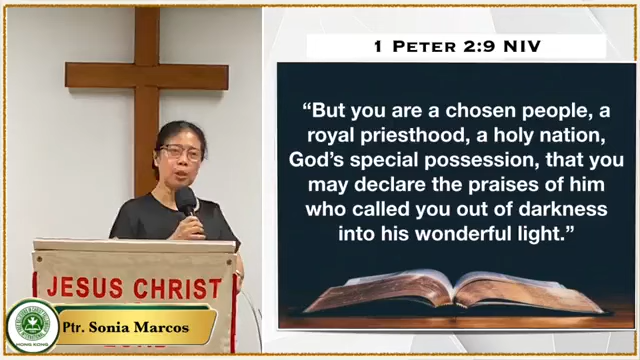 1 Peter 2:9 NIV
“But you are a chosen people, a
royal priesthood, a holy nation,
God’s special possession, that you
may declare the praises of him
who called you out of darkness
into his wonderful light.”
JESUS CHRIST
Ptr. Sonia Marcos
HONG KONG